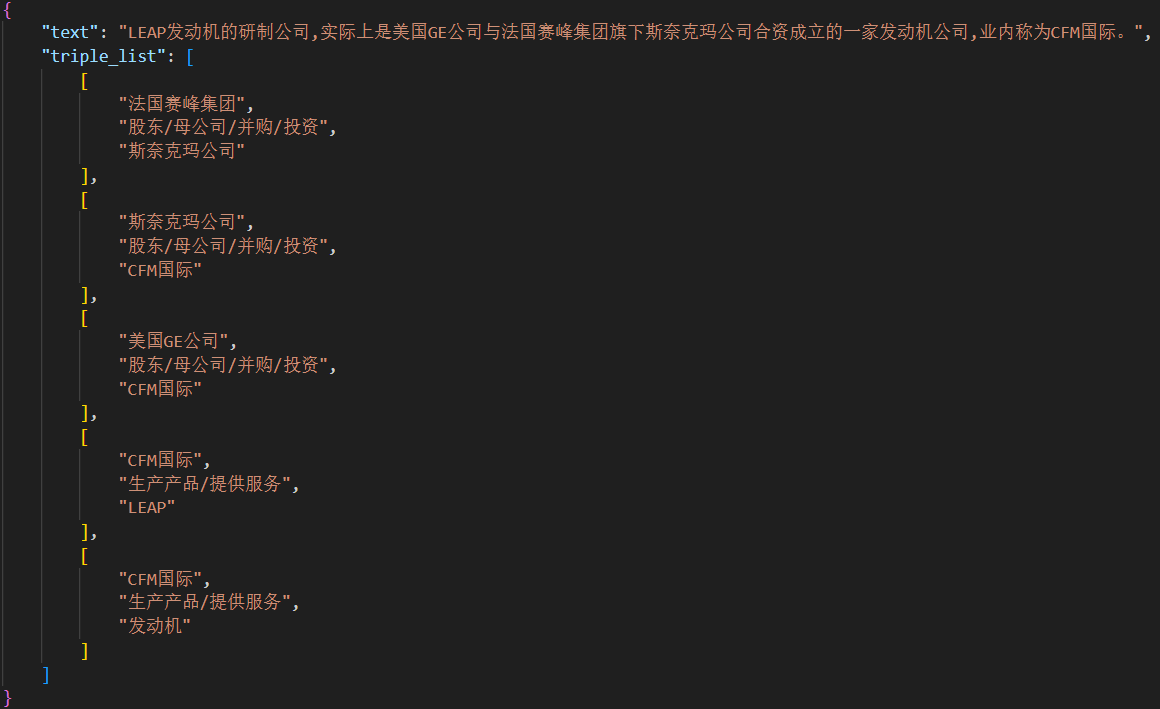 {
"text": "LEAP发动机的研制公司,实际上是美国GE公司与法国赛峰集团旗下斯奈克玛公司合资成立的一家发动机公司,业内称为CFM国际。",
"triple_list": [
[
"法国赛峰集团",
"股东/母公司/并购/投资",
"斯奈克玛公司"
],
[
"斯奈克玛公司",
"股东/母公司/并购/投资",
"CFM国际"
],
[
"美国GE公司",
"股东/母公司/并购/投资",
"CFM国际"
],
[
"CFM国际",
"生产产品/提供服务",
"LEAP"
],
[
"CFM国际",
"生产产品/提供服务",
"发动机"
]
]
}